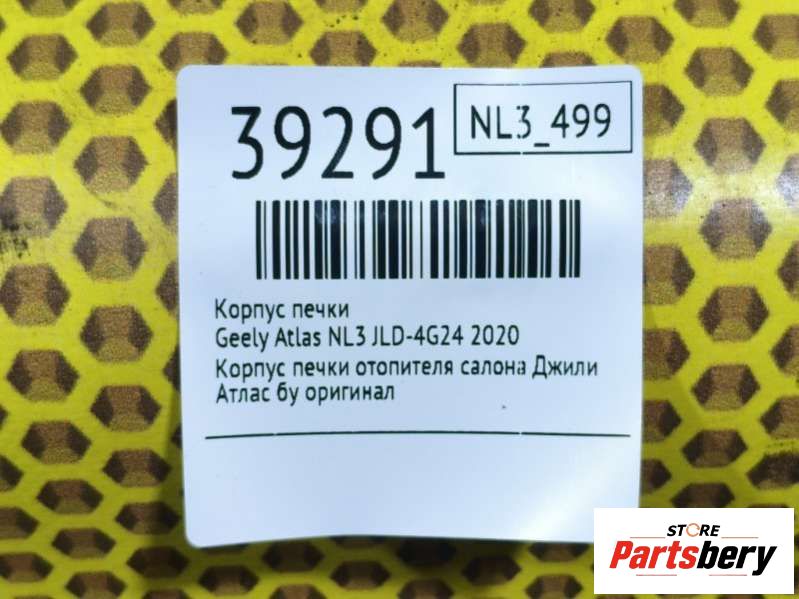 39291
NL3_499
Корпус печки
Geely Atlas NL3 JLD-4G24 2020
Корпус печки отопителя салона Джили
Атлас бу оригинал
STORE
Partsbery